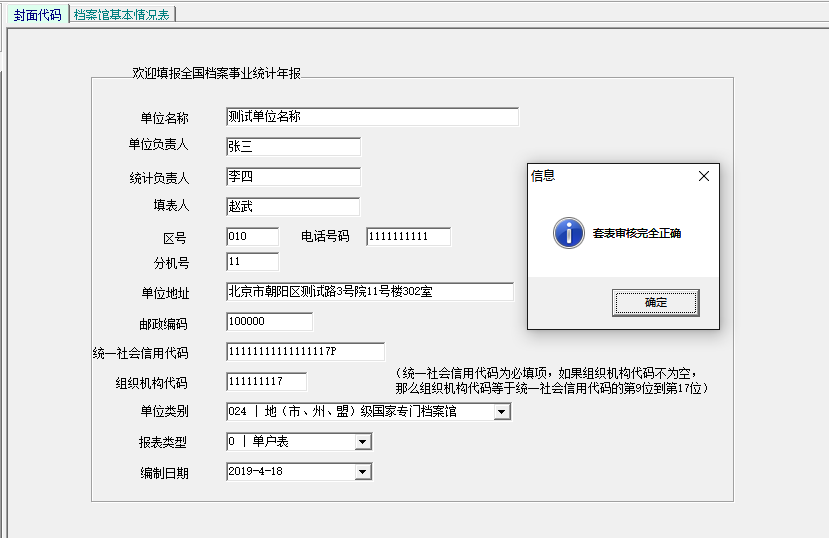 封面代码 档案馆基本情况表
欢迎填报全国档案事业统计年报
单位名称 测试单位名称
单位负责人 张三
统计负责人 李四
填表人 赵武
区号 010 电话号码 1111111111
分机号 11
单位地址 北京市朝阳区测试路3号院11号楼302室
邮政编码 100000
统一社会信用代码 11111111111111117P
组织机构代码 111111117
（统一社会信用代码为必填项，如果组织机构代码不为空，
那么组织机构代码等于统一社会信用代码的第9位到第17位）
单位类别 024 | 地（市、州、盟）级国家专门档案馆
报表类型 0 | 单户表
编制日期 2019-4-18
信息
套表审核完全正确
确定